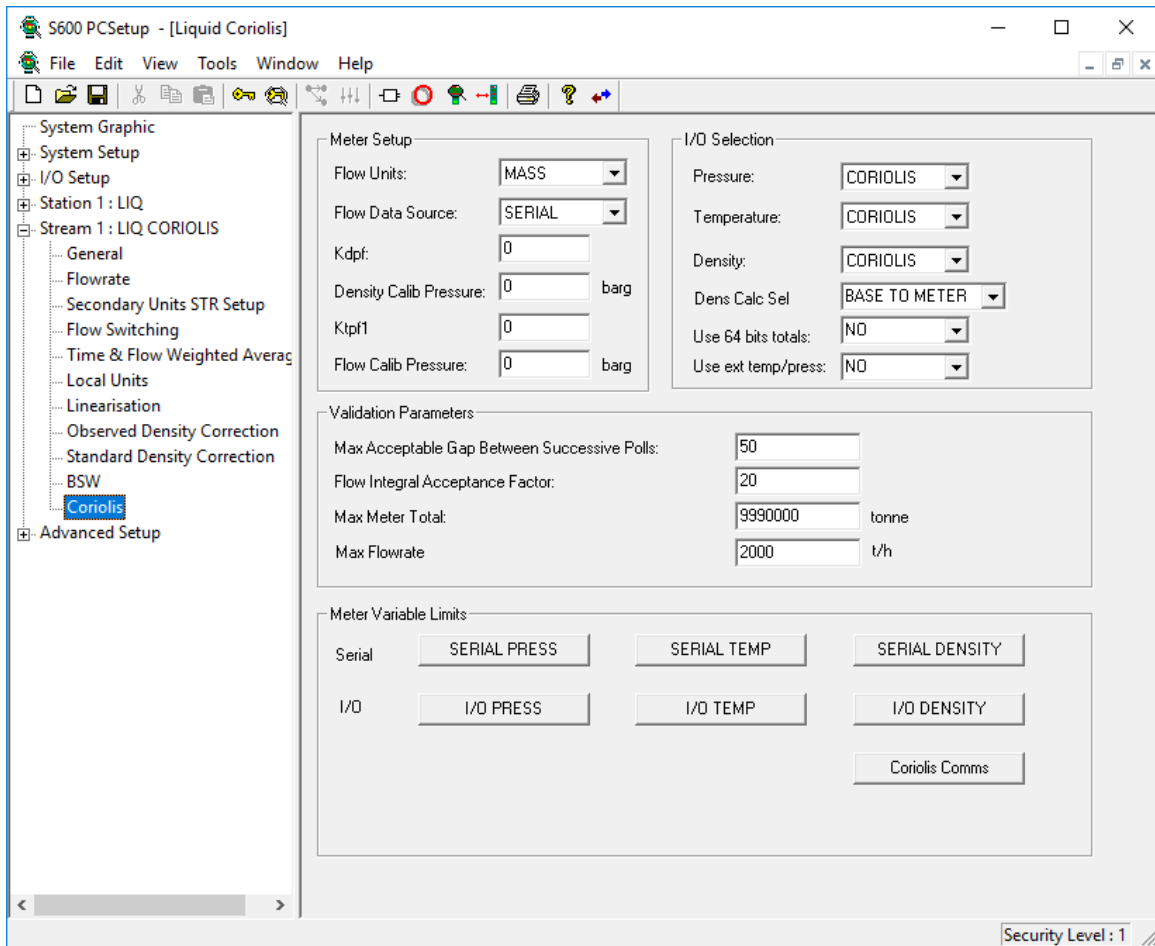 S600 PCSetup - [Liquid Coriolis]
File Edit View Tools Window Help
System Graphic
System Setup
I/O Setup
Station 1 : LIQ
Stream 1 : LIQ CORIOLIS
General
Flowrate
Secondary Units STR Setup
Flow Switching
Time & Flow Weighted Averag
Local Units
Linearisation
Observed Density Correction
Standard Density Correction
BSW
Coriolis
Advanced Setup
Meter Setup
Flow Units: MASS
Flow Data Source: SERIAL
Kdpf: 0
Density Calib Pressure: 0 barg
Ktpf1 0
Flow Calib Pressure: 0 barg
I/O Selection
Pressure: CORIOLIS
Temperature: CORIOLIS
Density: CORIOLIS
Dens Calc Sel BASE TO METER
Use 64 bits totals: NO
Use ext temp/press: NO
Validation Parameters
Max Acceptable Gap Between Successive Polls: 50
Flow Integral Acceptance Factor: 20
Max Meter Total: 9990000 tonne
Max Flowrate 2000 t/h
Meter Variable Limits
Serial SERIAL PRESS SERIAL TEMP SERIAL DENSITY
I/O I/O PRESS I/O TEMP I/O DENSITY
Coriolis Comms
Security Level : 1